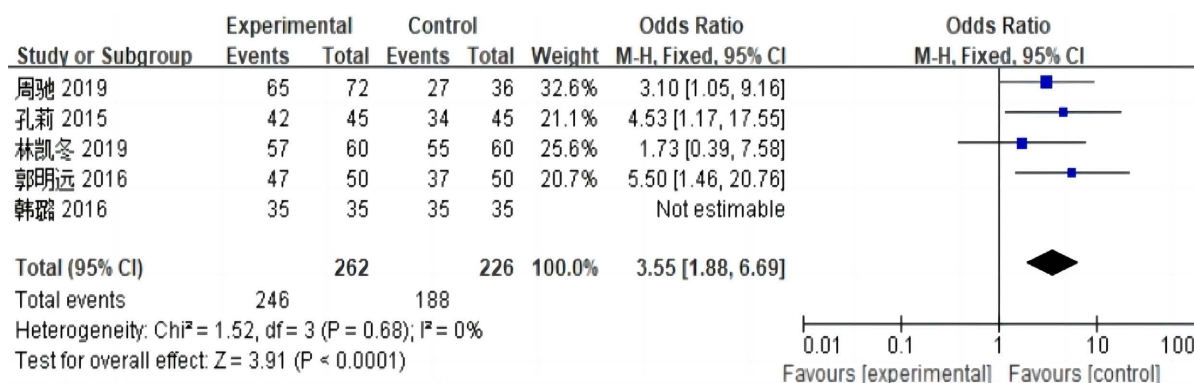 Experimental Control Odds Ratio Odds Ratio
Study or Subgroup Events Total Events Total Weight M-H, Fixed, 95% CI M-H, Fixed, 95% CI
周驰 2019 65 72 27 36 32.6% 3.10 [1.05, 9.16]
孔莉 2015 42 45 34 45 21.1% 4.53 [1.17, 17.55]
林凯冬 2019 57 60 55 60 25.6% 1.73 [0.39, 7.58]
郭明远 2016 47 50 37 50 20.7% 5.50 [1.46, 20.76]
韩璐 2016 35 35 35 35 Not estimable
Total (95% CI) 262 226 100.0% 3.55 [1.88, 6.69]
Total events 246 188
Heterogeneity: Chi² = 1.52, df = 3 (P = 0.68); I² = 0%
Test for overall effect: Z = 3.91 (P < 0.0001)
0.01 0.1 1 10 100
Favours [experimental] Favours [control]